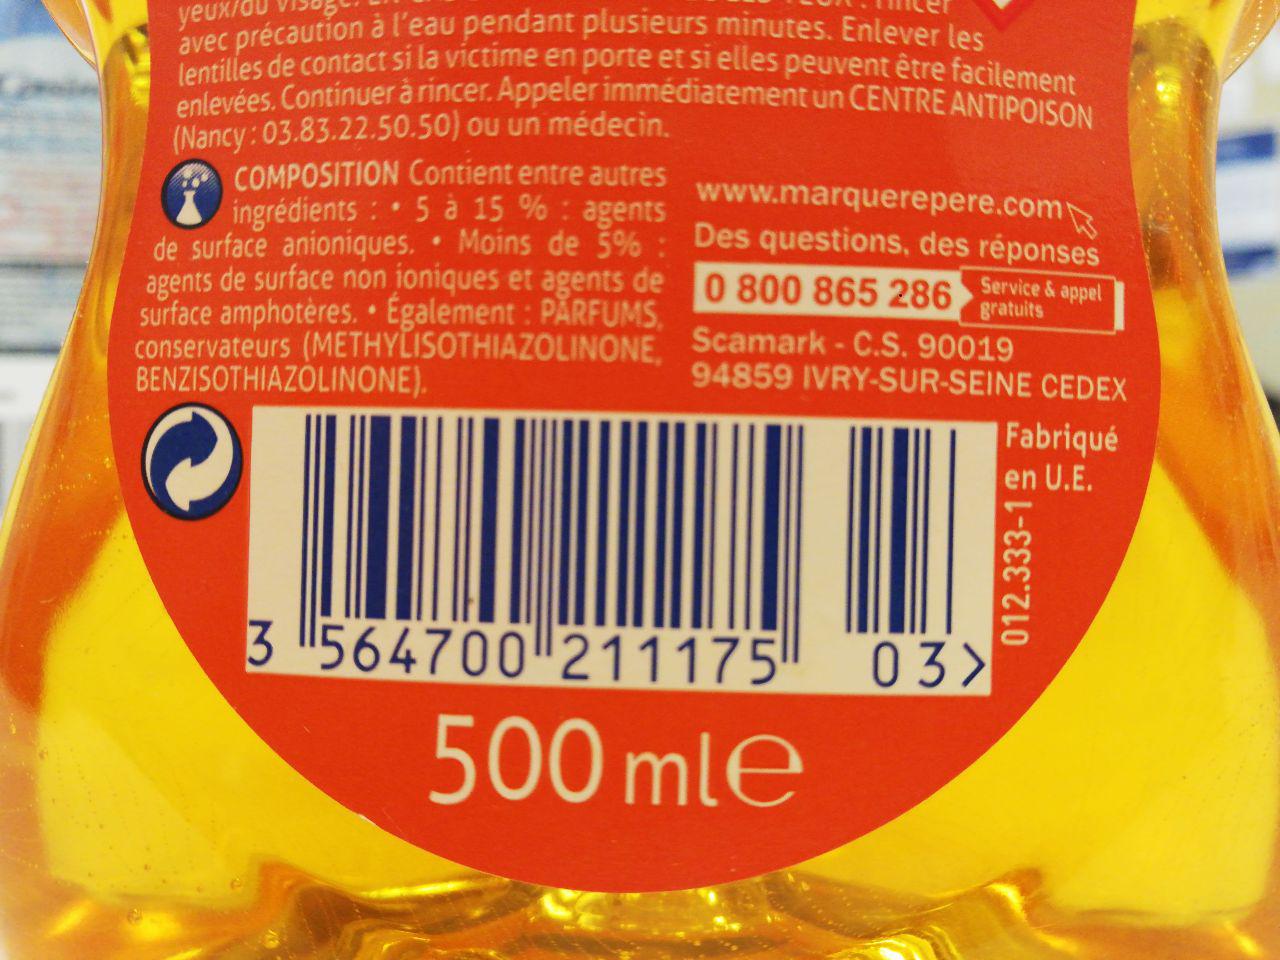 yeux/du visage.
avec précaution à l'eau pendant plusieurs minutes. Enlever les
lentilles de contact si la victime en porte et si elles peuvent être facilement
enlevées. Continuer à rincer. Appeler immédiatement un CENTRE ANTIPOISON
(Nancy : 03.83.22.50.50) ou un médecin.
COMPOSITION Contient entre autres
ingrédients : • 5 à 15 % : agents
de surface anioniques. • Moins de 5% :
agents de surface non ioniques et agents de
surface amphotères. • Également : PARFUMS,
conservateurs (METHYLISOTHIAZOLINONE,
BENZISOTHIAZOLINONE).
www.marquerepere.com
Des questions, des réponses
0 800 865 286 Service & appel
gratuits
Scamark - C.S. 90019
94859 IVRY-SUR-SEINE CEDEX
Fabriqué
en U.E.
012.333-1
3 564700 211175 03>
500 ml e